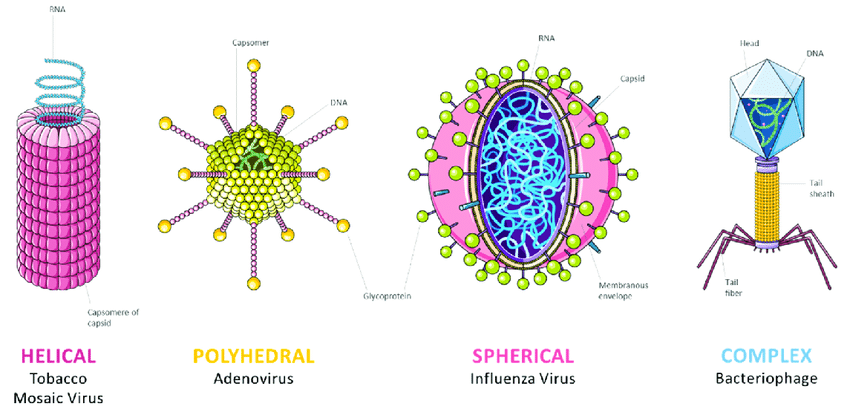 RNA
Capsomere of
capsid
HELICAL
Tobacco
Mosaic Virus
Capsomer
DNA
Glycoprotein
POLYHEDRAL
Adenovirus
RNA
Capsid
Membranous
envelope
SPHERICAL
Influenza Virus
Head
DNA
Tail
sheath
Tail
fiber
COMPLEX
Bacteriophage